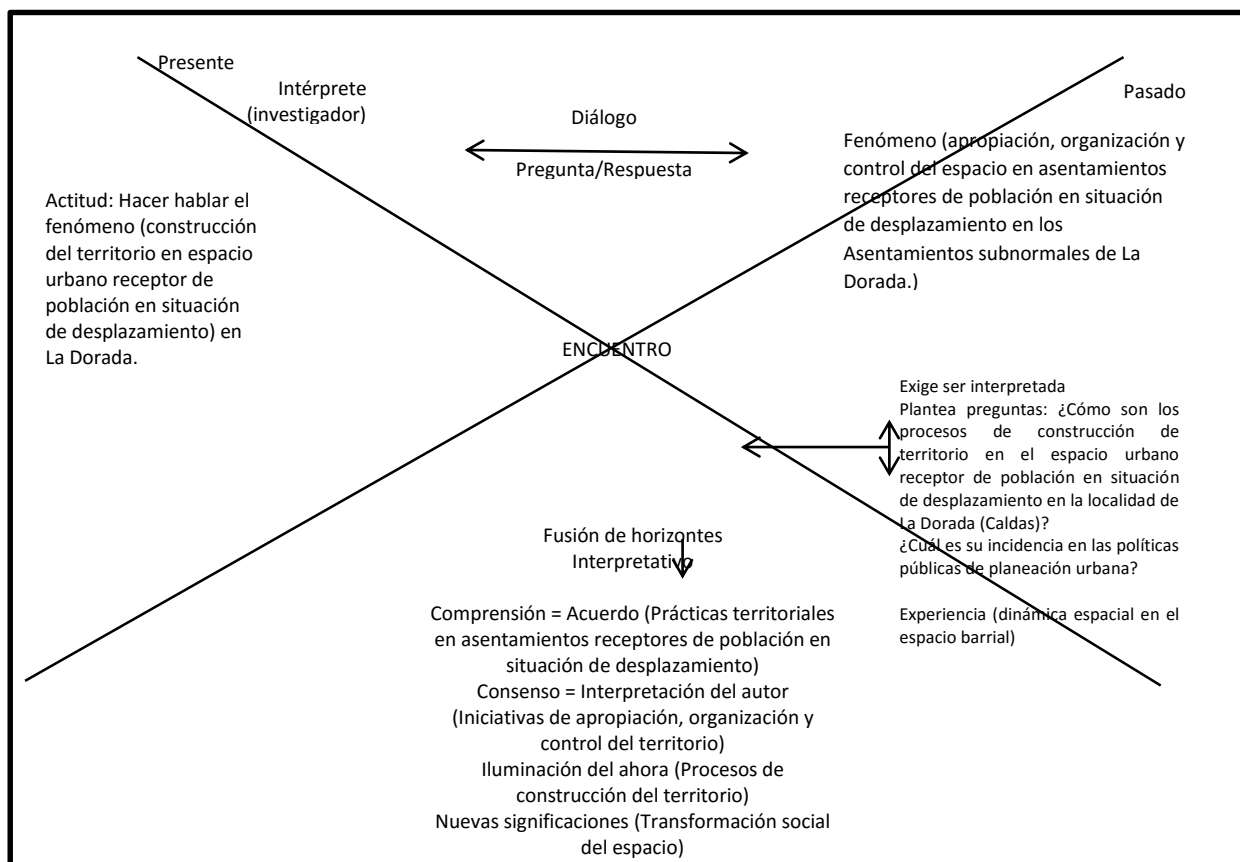 Presente
Intérprete
(investigador)
Diálogo
Pregunta/Respuesta
Pasado
Fenómeno (apropiación, organización y
control del espacio en asentamientos
receptores de población en situación
de desplazamiento en los
Asentamientos subnormales de La
Dorada.)
Actitud: Hacer hablar el
fenómeno (construcción
del territorio en espacio
urbano receptor de
población en situación
de desplazamiento) en
La Dorada.
ENCUENTRO
Exige ser interpretada
Plantea preguntas: ¿Cómo son los
procesos de construcción de
territorio en el espacio urbano
receptor de población en situación
de desplazamiento en la localidad de
La Dorada (Caldas)?
¿Cuál es su incidencia en las políticas
públicas de planeación urbana?
Experiencia (dinámica espacial en el
espacio barrial)
Fusión de horizontes
Interpretativo
Comprensión = Acuerdo (Prácticas territoriales
en asentamientos receptores de población en
situación de desplazamiento)
Consenso = Interpretación del autor
(Iniciativas de apropiación, organización y
control del territorio)
Iluminación del ahora (Procesos de
construcción del territorio)
Nuevas significaciones (Transformación social
del espacio)